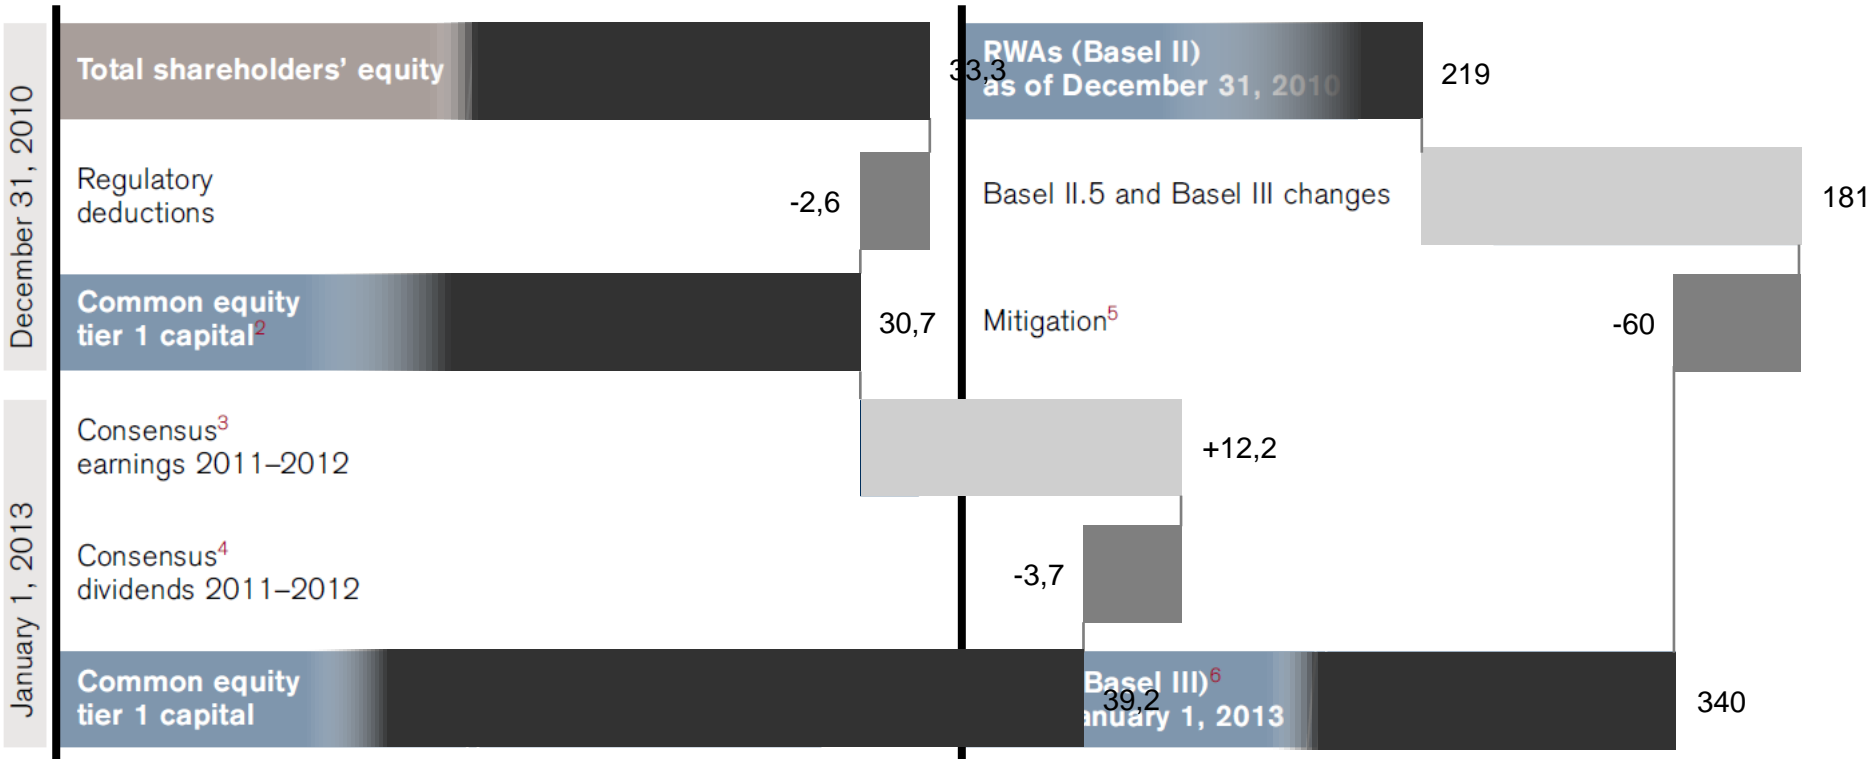 December 31, 2010
Total shareholders’ equity
33,3
Regulatory
deductions
-2,6
Common equity
tier 1 capital2
30,7
January 1, 2013
Consensus3
earnings 2011–2012
+12,2
Consensus4
dividends 2011–2012
-3,7
Common equity
tier 1 capital
39,2
RWAs (Basel II)
as of December 31, 2010
219
Basel II.5 and Basel III changes
181
Mitigation5
-60
Basel III)6
anuary 1, 2013
340